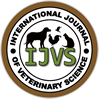 INTERNATIONAL JOURNAL
IJVS
OF VETERINARY SCIENCE